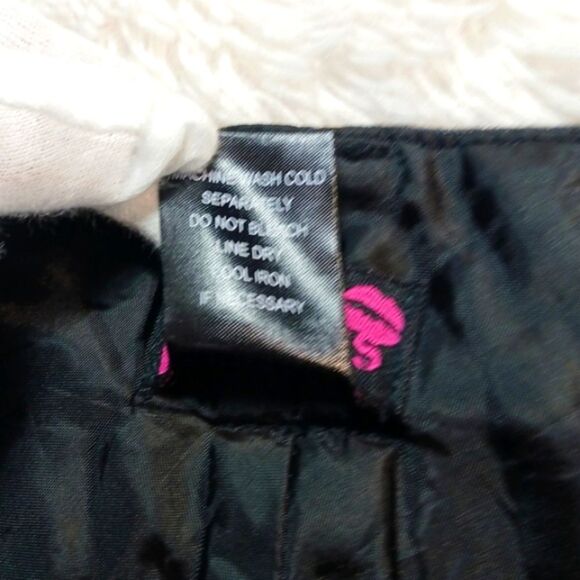 MACHINE WASH COLD
SEPARATELY
DO NOT BLEACH
LINE DRY
COOL IRON
IF NECESSARY